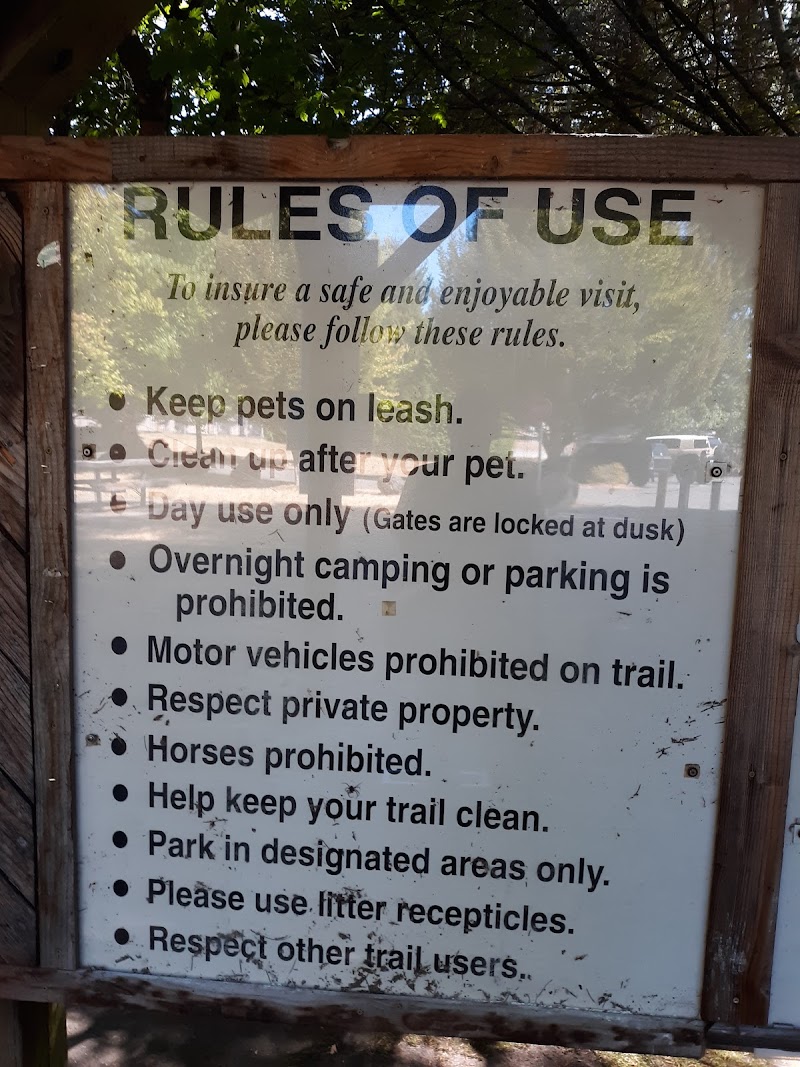 RULES OF USE
To insure a safe and enjoyable visit,
please follow these rules.
• Keep pets on leash.
• Clean up after your pet.
• Day use only (Gates are locked at dusk)
• Overnight camping or parking is
prohibited.
• Motor vehicles prohibited on trail.
• Respect private property.
• Horses prohibited.
• Help keep your trail clean.
• Park in designated areas only.
• Please use litter recepticles.
• Respect other trail users.